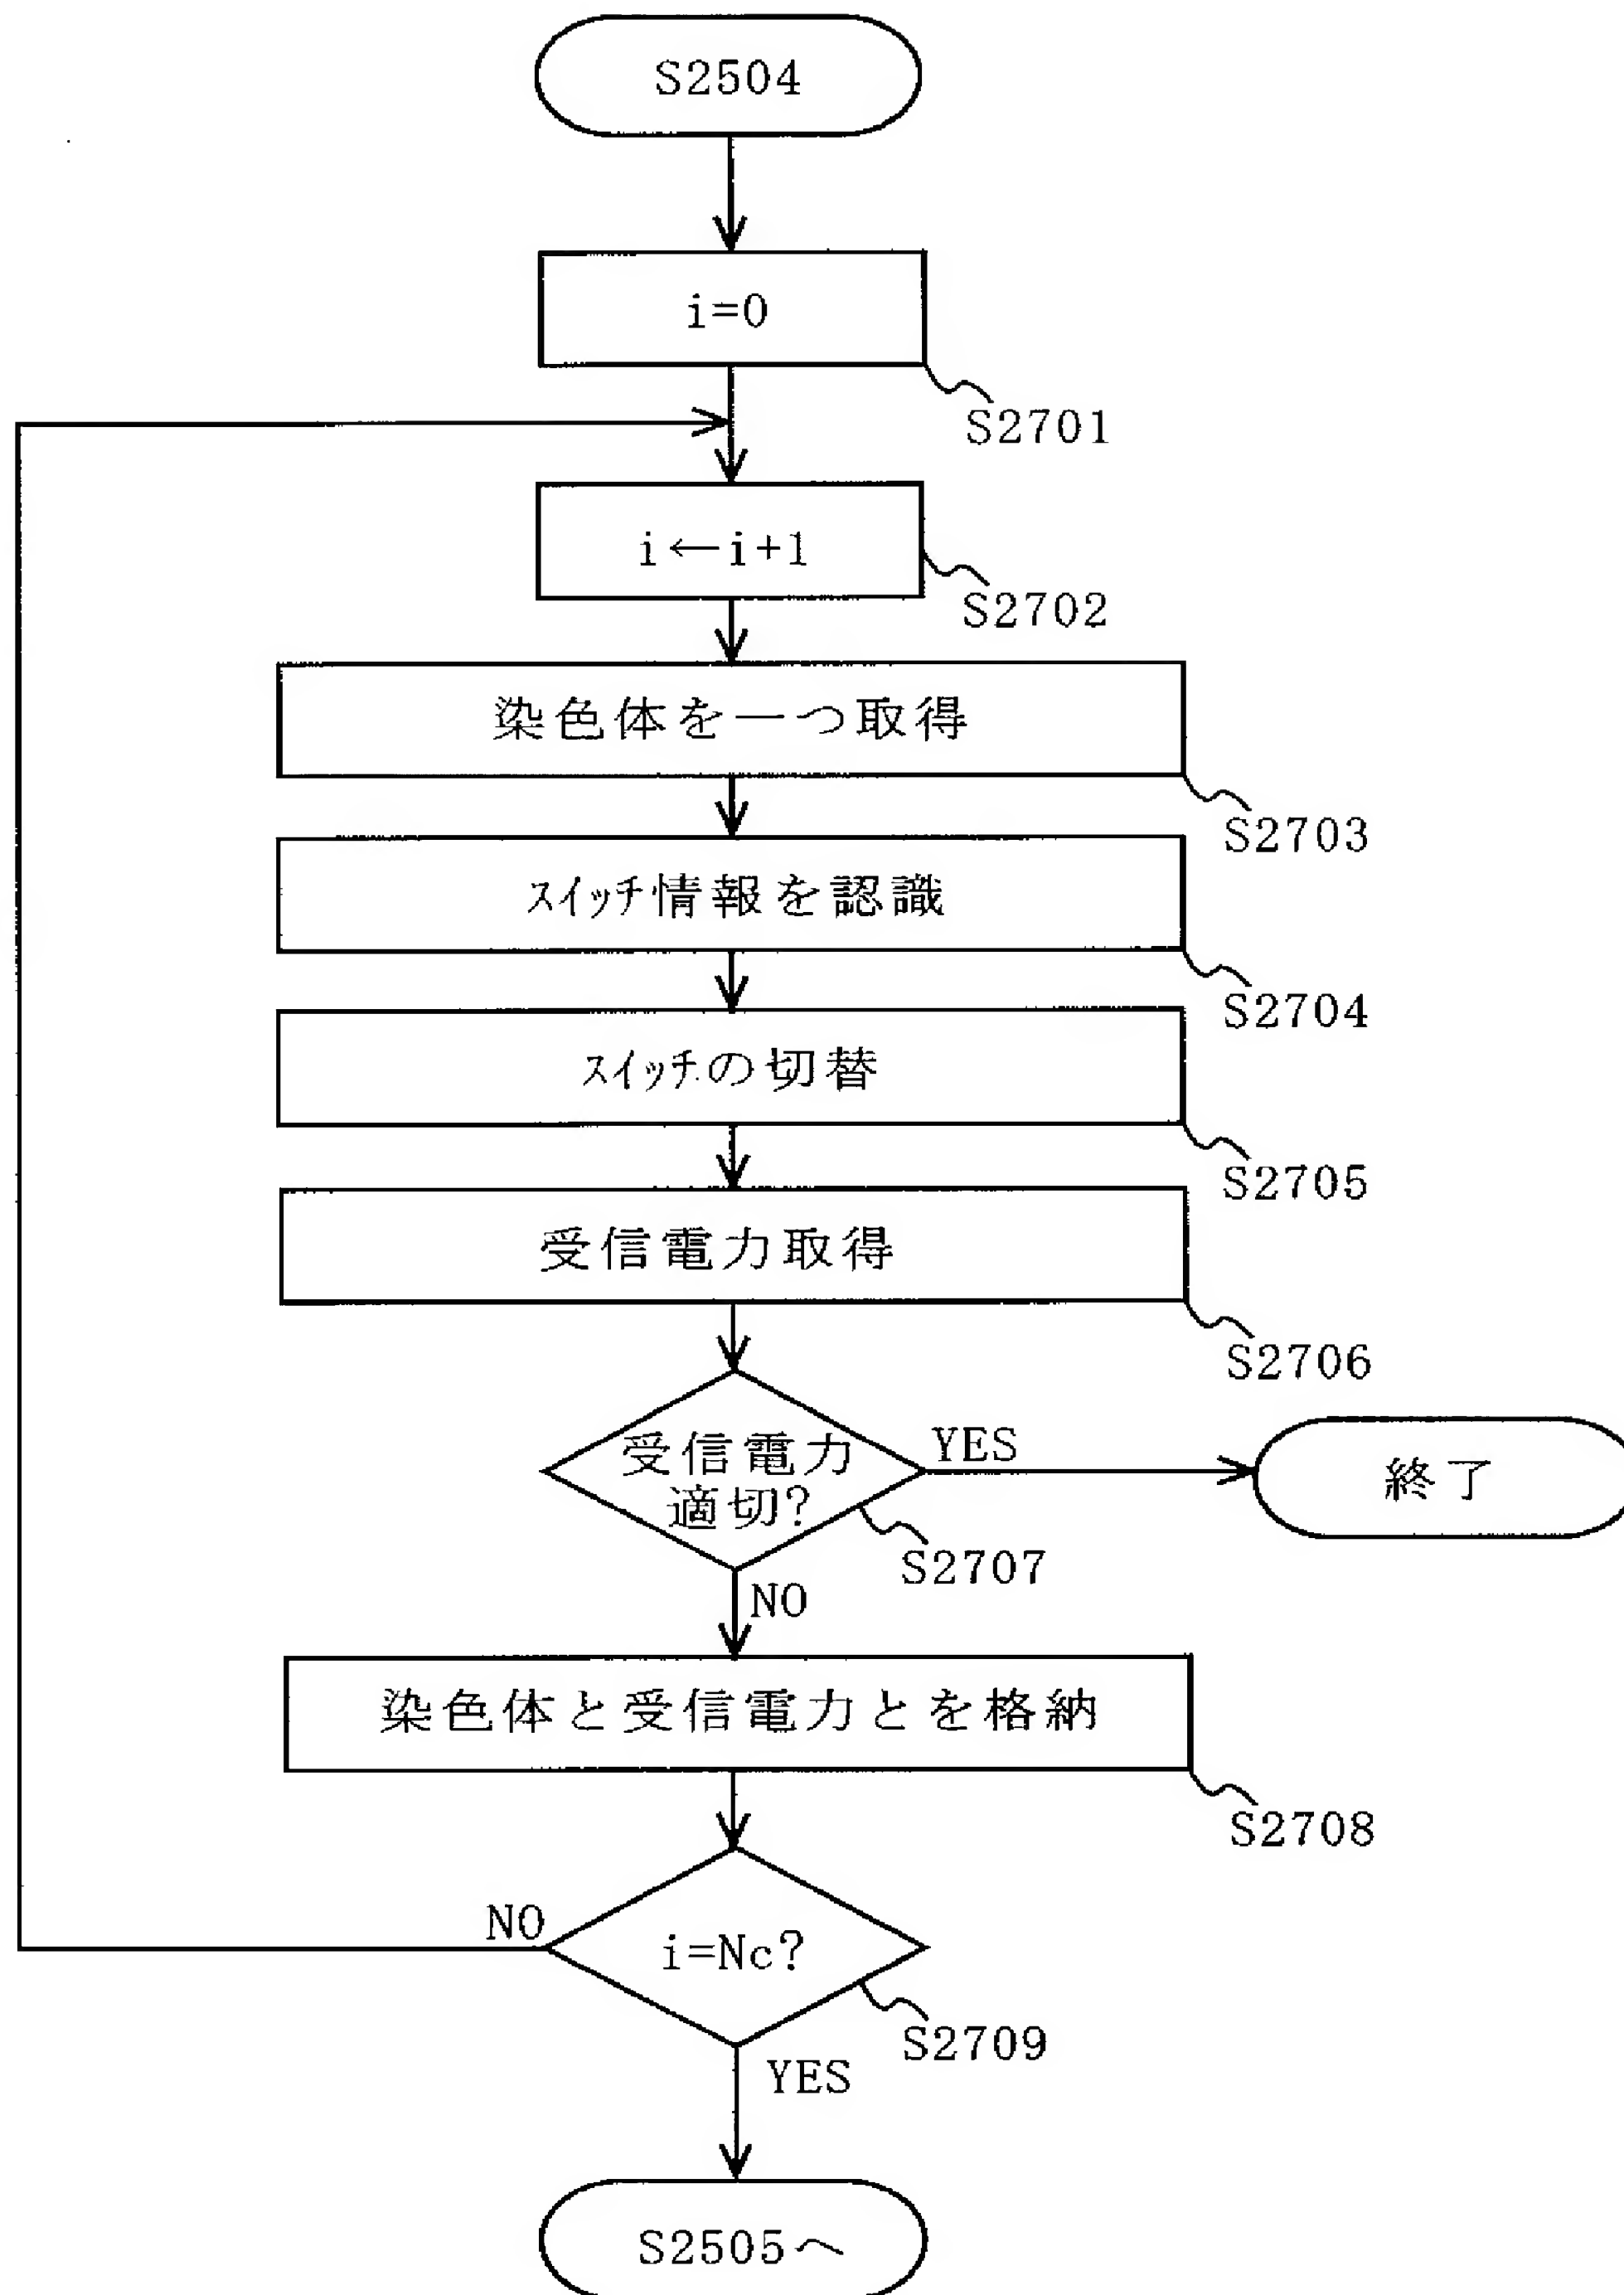 S2504
i=0
S2701
i←i+1
S2702
染色体を一つ取得
S2703
スイッチ情報を認識
S2704
スイッチの切替
S2705
受信電力取得
S2706
受信電力
適切?
YES
終了
S2707
NO
染色体と受信電力とを格納
S2708
NO
i=Nc?
S2709
YES
S2505へ